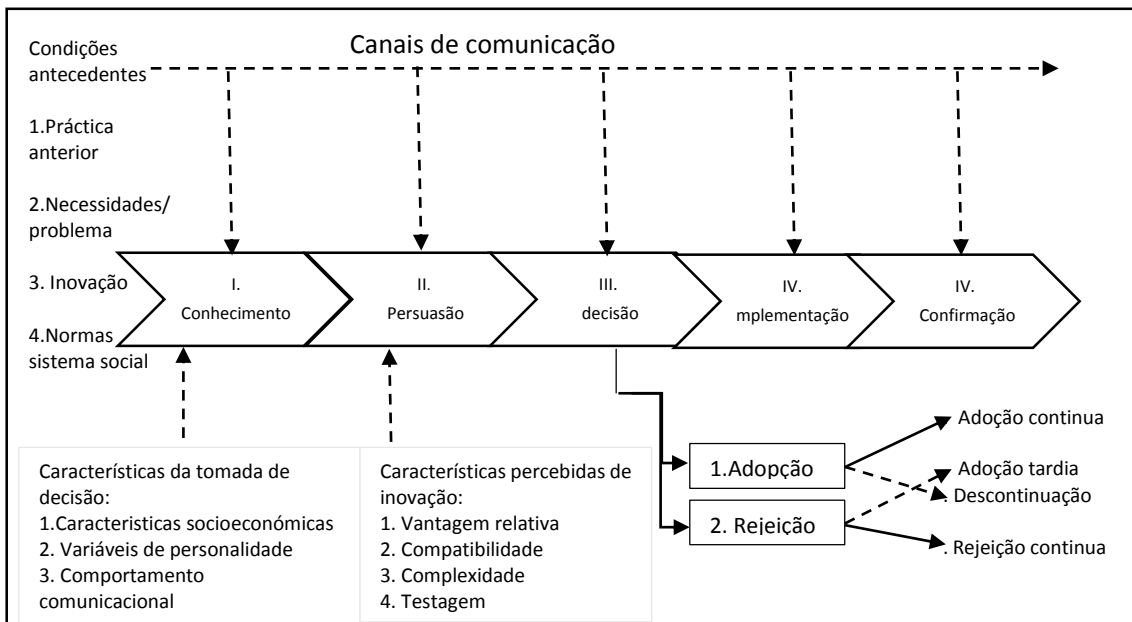 Canais de comunicação
Condições
antecedentes
1.Práctica
anterior
2.Necessidades/
problema
3. Inovação
4.Normas
sistema social
I.
Conhecimento
II.
Persuasão
III.
decisão
IV.
mplementação
IV.
Confirmação
Características da tomada de
decisão:
1.Caracteristicas socioeconómicas
2. Variáveis de personalidade
3. Comportamento
comunicacional
Características percebidas de
inovação:
1. Vantagem relativa
2. Compatibilidade
3. Complexidade
4. Testagem
1.Adopção
2. Rejeição
Adoção continua
Adoção tardia
. Descontinuação
. Rejeição continua